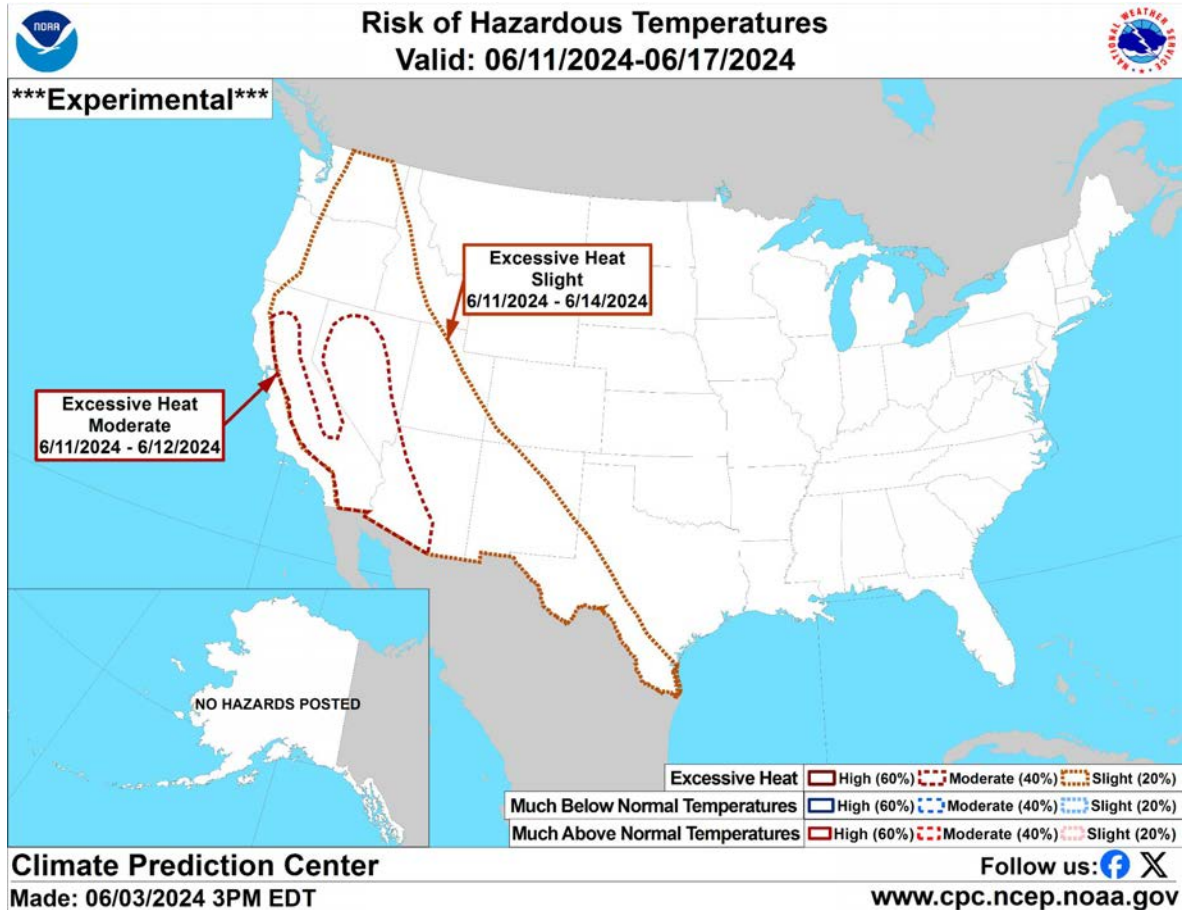 NOAA
Risk of Hazardous Temperatures
Valid: 06/11/2024-06/17/2024
NATIONAL WEATHER SERVICE
***Experimental***
Excessive Heat
Slight
6/11/2024 - 6/14/2024
Excessive Heat
Moderate
6/11/2024 - 6/12/2024
NO HAZARDS POSTED
Excessive Heat High (60%) Moderate (40%) Slight (20%)
Much Below Normal Temperatures High (60%) Moderate (40%) Slight (20%)
Much Above Normal Temperatures High (60%) Moderate (40%) Slight (20%)
Climate Prediction Center
Follow us:
Made: 06/03/2024 3PM EDT
www.cpc.ncep.noaa.gov